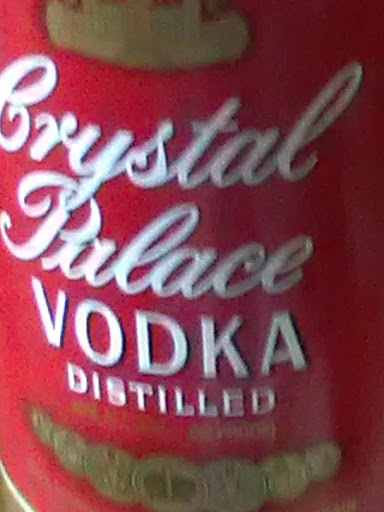 Crystal
Palace
VODKA
DISTILLED